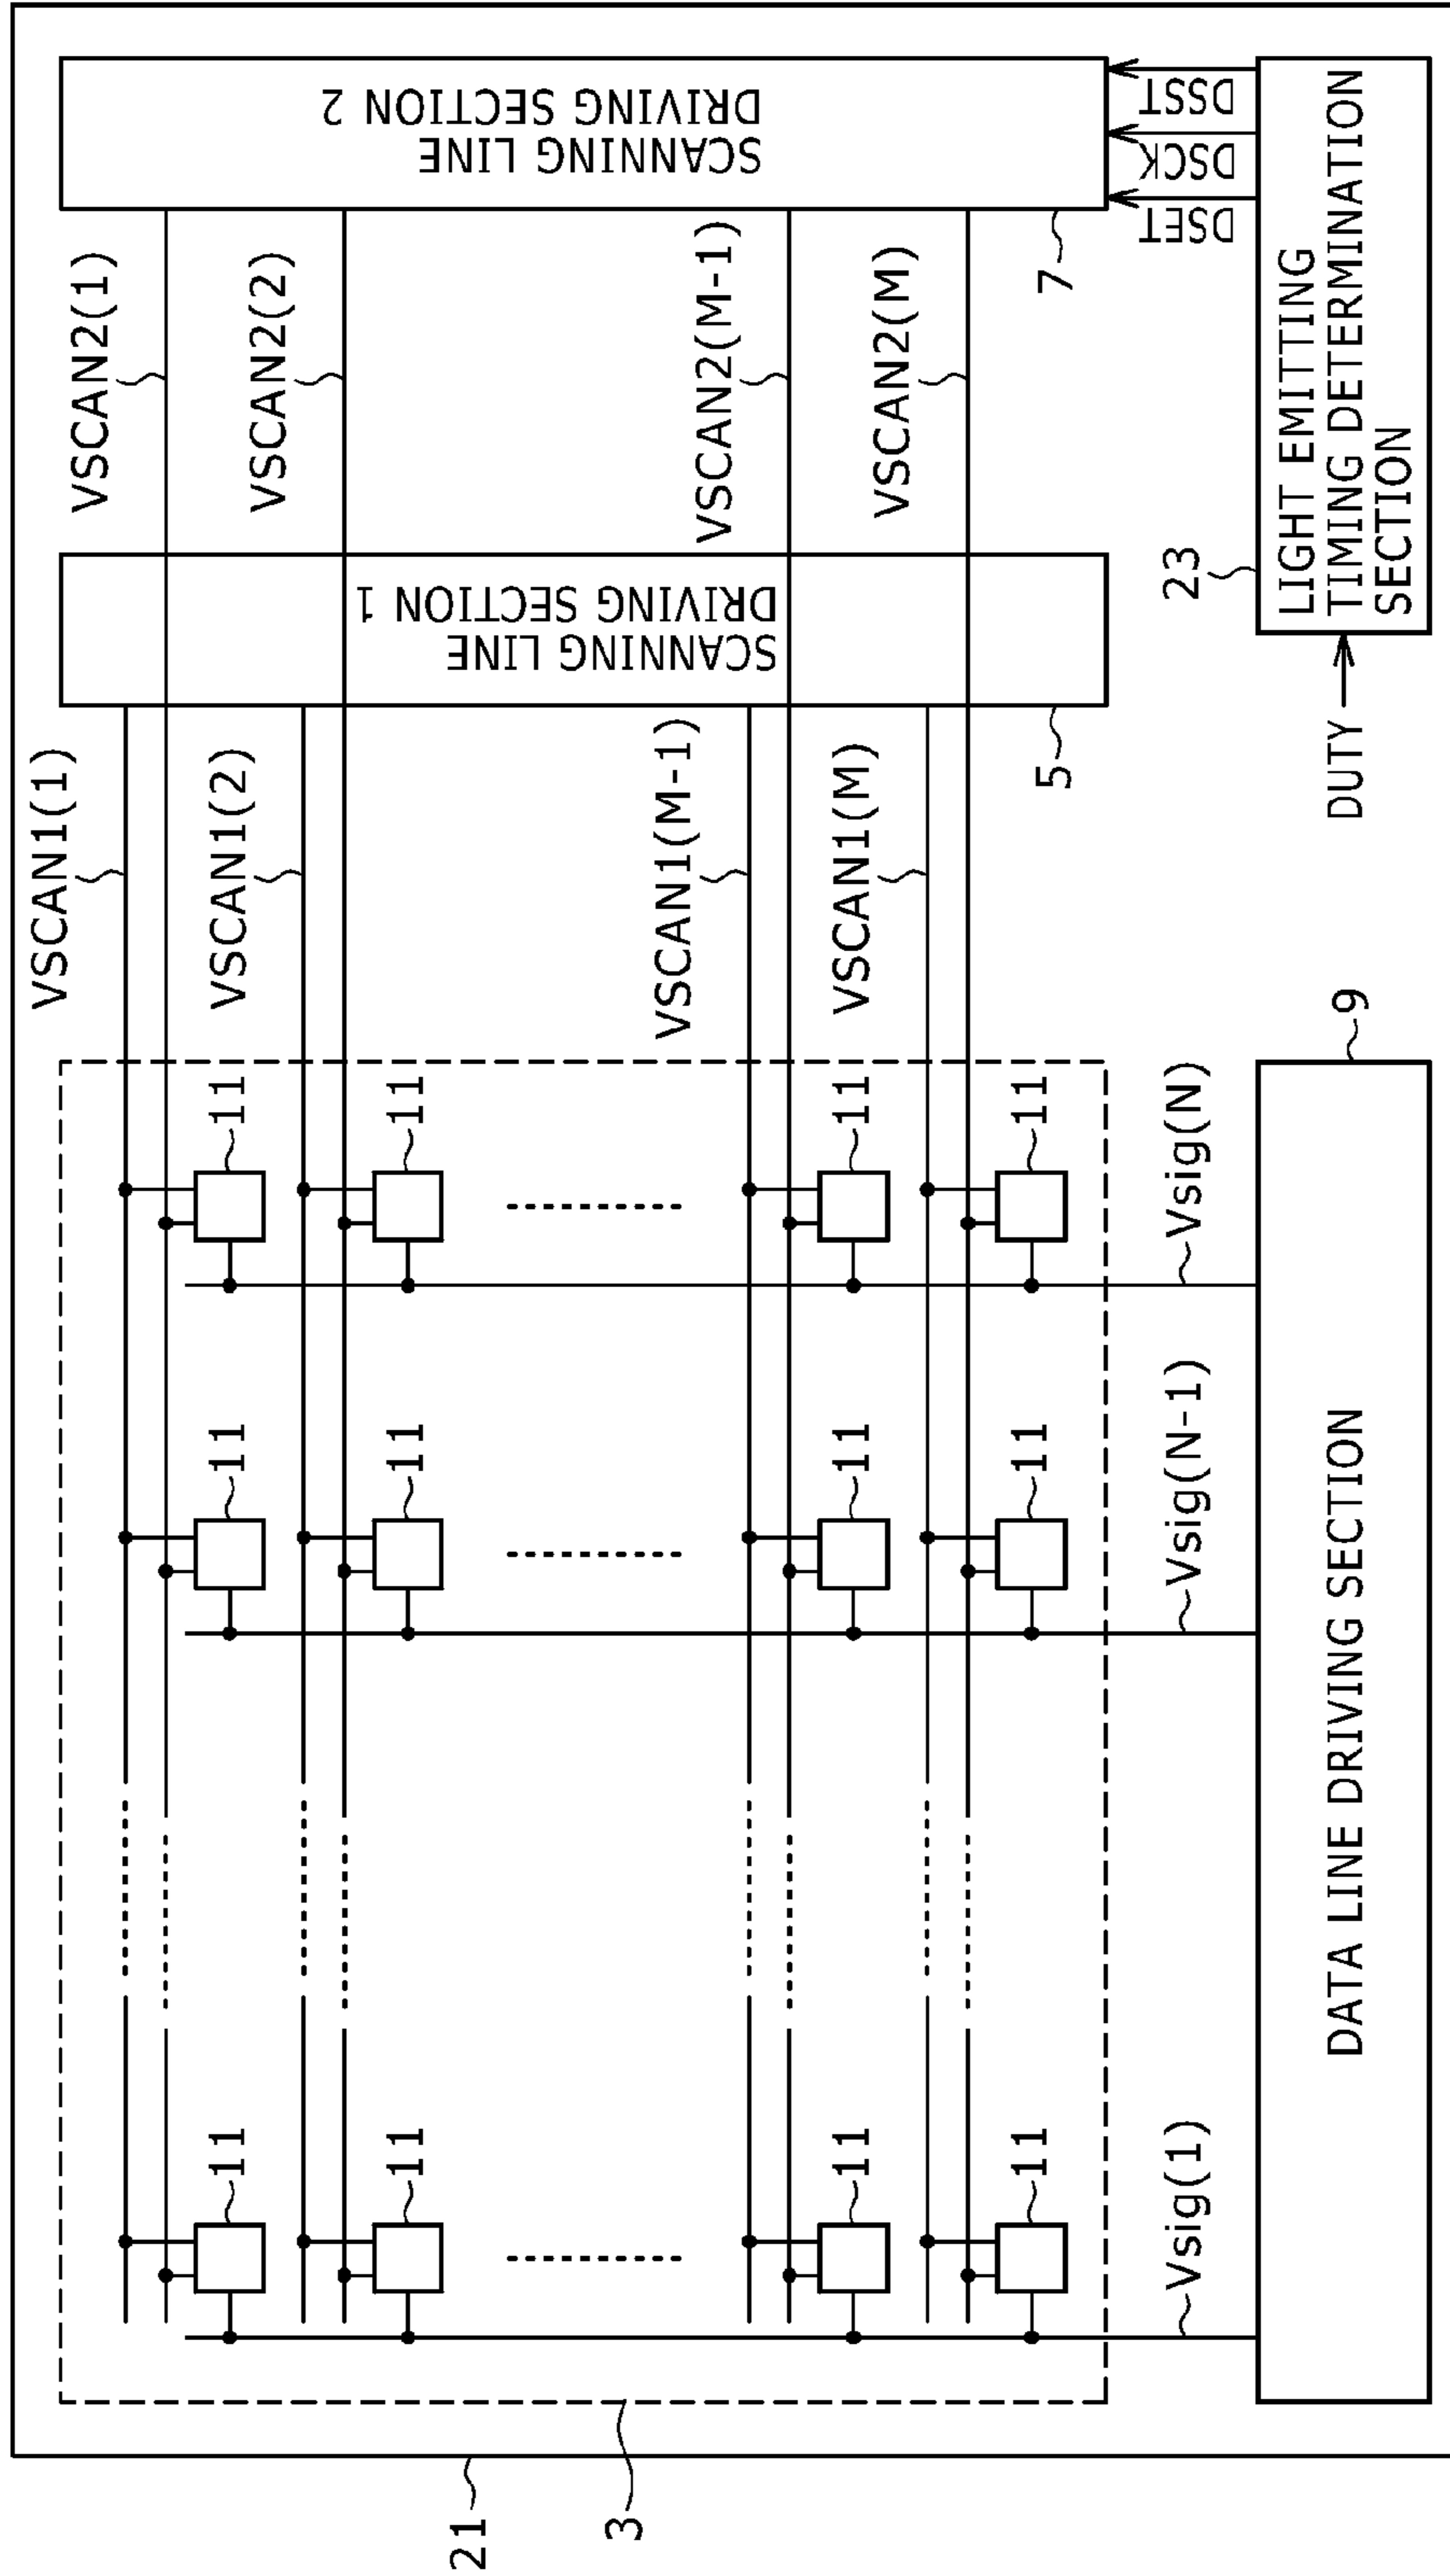 21
3
VSCAN1(1)
VSCAN2(1)
VSCAN1(2)
VSCAN2(2)
VSCAN1(M-1)
VSCAN2(M-1)
VSCAN1(M)
VSCAN2(M)
11
11
11
11
11
11
11
11
11
11
11
11
SCANNING LINE
DRIVING SECTION 1
5
SCANNING LINE
DRIVING SECTION 2
7
Vsig(1)
Vsig(N-1)
Vsig(N)
DSET
DSCK
DSST
DATA LINE DRIVING SECTION
9
DUTY
23
LIGHT EMITTING
TIMING DETERMINATION
SECTION